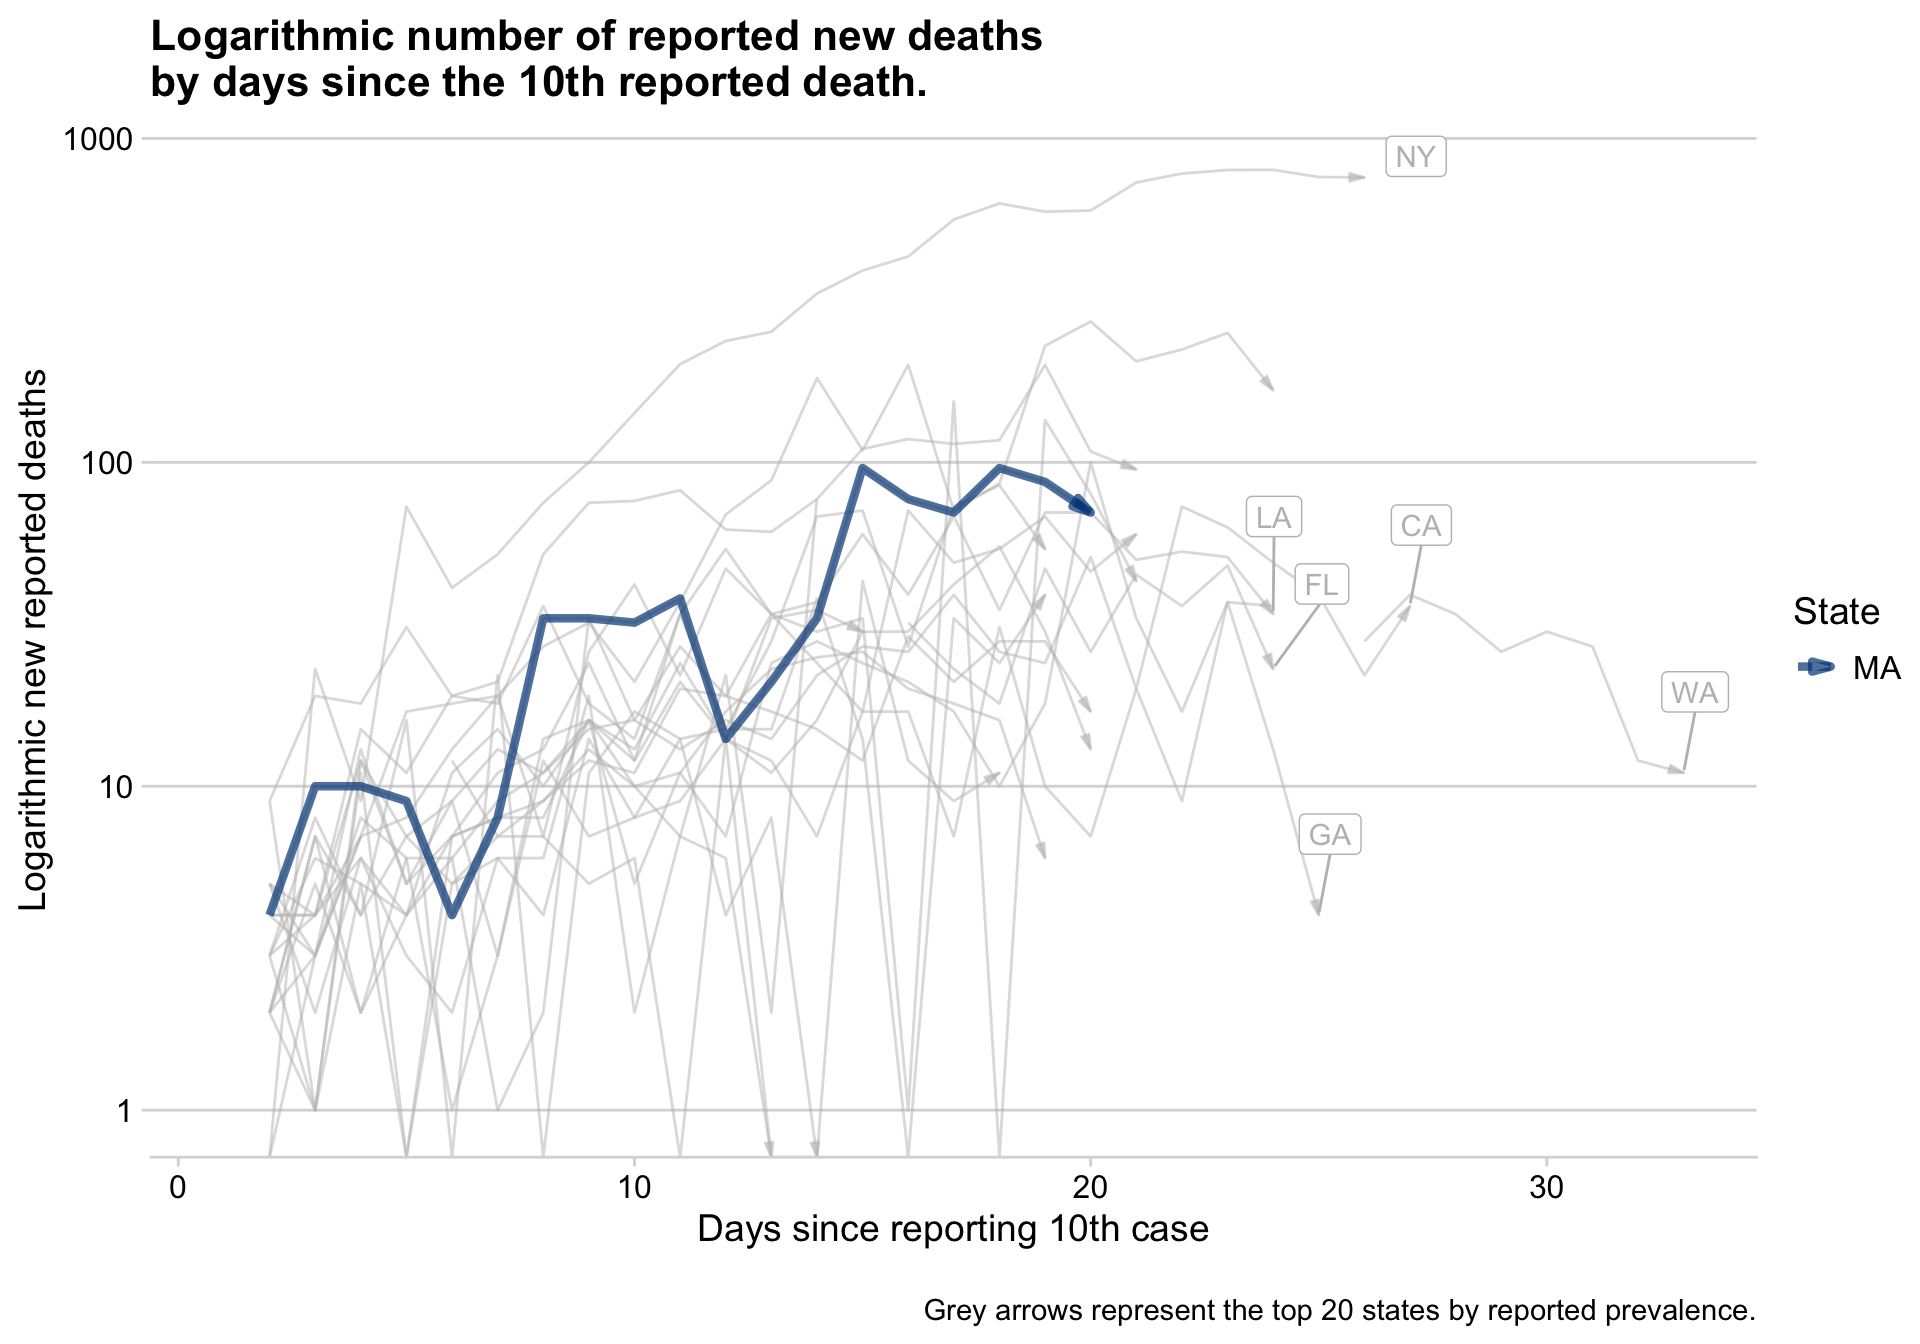 Logarithmic number of reported new deaths
by days since the 10th reported death.
1000
100
10
1
Logarithmic new reported deaths
NY
LA
CA
FL
WA
GA
State
MA
0
10
20
30
Days since reporting 10th case
Grey arrows represent the top 20 states by reported prevalence.